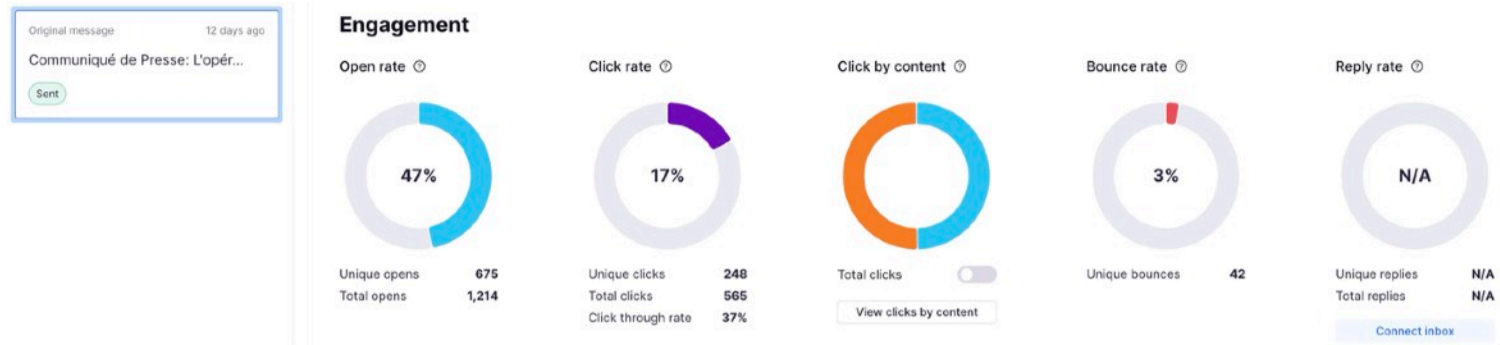 Original message 12 days ago
Communiqué de Presse: L'opér...
Sent
Engagement
Open rate
47%
Unique opens 675
Total opens 1,214
Click rate
17%
Unique clicks 248
Total clicks 565
Click through rate 37%
Click by content
Total clicks
View clicks by content
Bounce rate
3%
Unique bounces 42
Reply rate
N/A
Unique replies N/A
Total replies N/A
Connect inbox